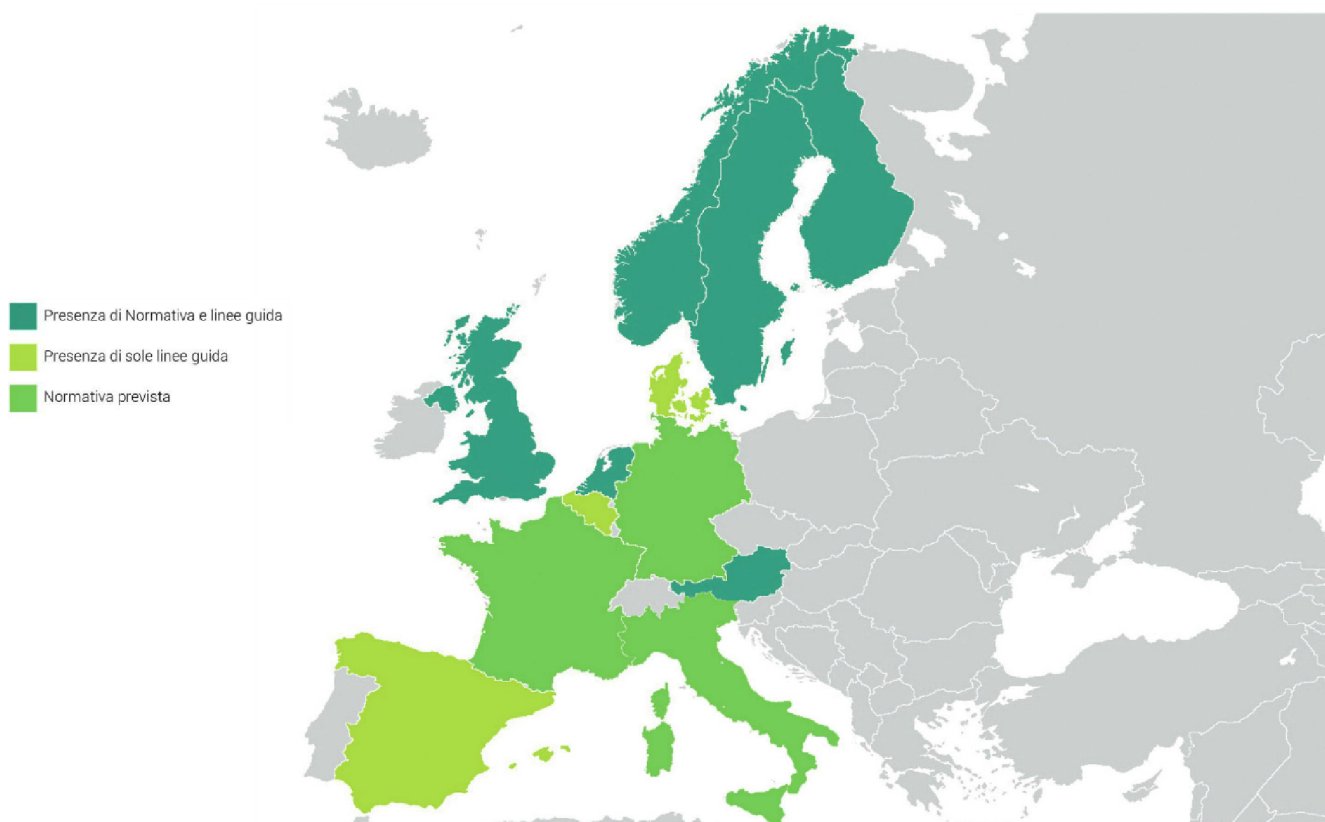 Presenza di Normativa e linee guida
Presenza di sole linee guida
Normativa prevista